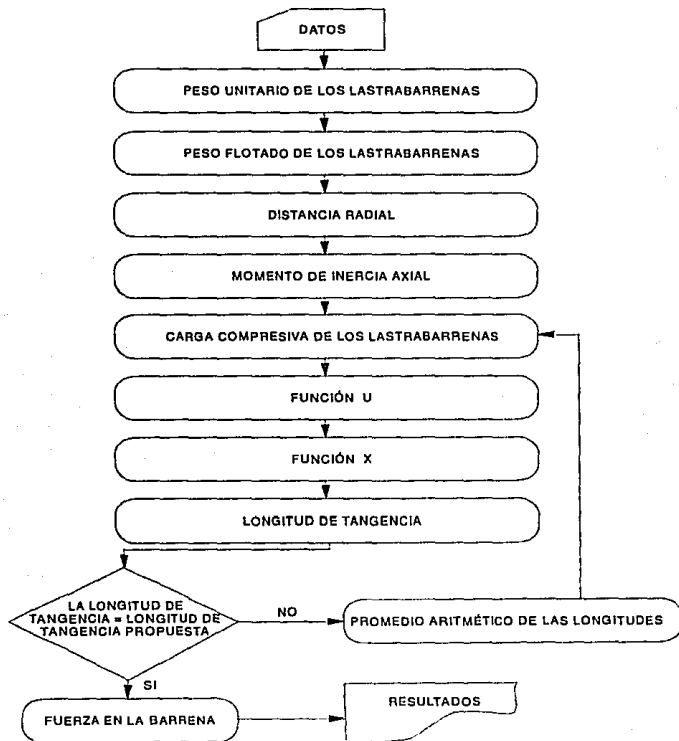 DATOS
PESO UNITARIO DE LOS LASTRABARRENAS
PESO FLOTADO DE LOS LASTRABARRENAS
DISTANCIA RADIAL
MOMENTO DE INERCIA AXIAL
CARGA COMPRESIVA DE LOS LASTRABARRENAS
FUNCIÓN U
FUNCIÓN X
LONGITUD DE TANGENCIA
LA LONGITUD DE
TANGENCIA = LONGITUD DE
TANGENCIA PROPUESTA
NO
PROMEDIO ARITMÉTICO DE LAS LONGITUDES
SI
FUERZA EN LA BARRENA
RESULTADOS